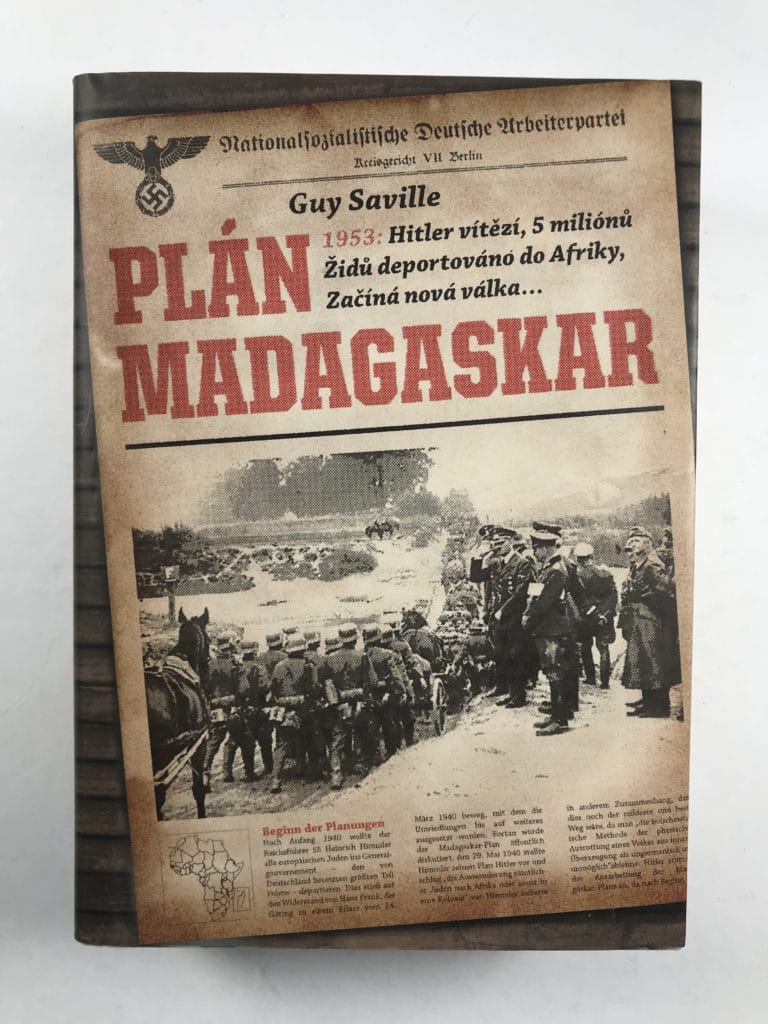 Nationalsozialistische Deutsche Arbeiterpartei
Kreisgericht VII Berlin
Guy Saville
PLÁN
1953: Hitler vítězí, 5 miliónů
Židů deportováno do Afriky,
Začíná nová válka...
MADAGASKAR
Beginn der Planungen
Noch Anfang 1940 wollte der
Reichsführer SS Heinrich Himmler
alle europäischen Juden ins General-
gouvernement – den von
Deutschland besetzten größten Teil
Polens – deportieren. Dies stieß auf
den Widerstand von Hans Frank, der
Göring zu einem Erlass vom 24.
März 1940 bewog, mit dem die
Umsiedlungen bis auf weiteres
ausgesetzt wurden. Fortan wurde
der Madagaskar-Plan öffentlich
diskutiert. Am 29. Mai 1940 stellte
Himmler seinen Plan Hitler vor und
schlug „die Auswanderung sämtlich-
er Juden nach Afrika oder sonst in
eine Kolonie" vor. Himmler äußerte
in anderem Zusammenhang, das
dies noch der mildeste und best
Weg wäre, da man „die bolschewi
ische Methode der physisch
Ausrottung eines Volkes aus inner
Überzeugung als ungermanisch u
unmöglich" ablehne. Hitler stimm
der Ausarbeitung der Ma
gaskar-Plans zu, da nach Beginn